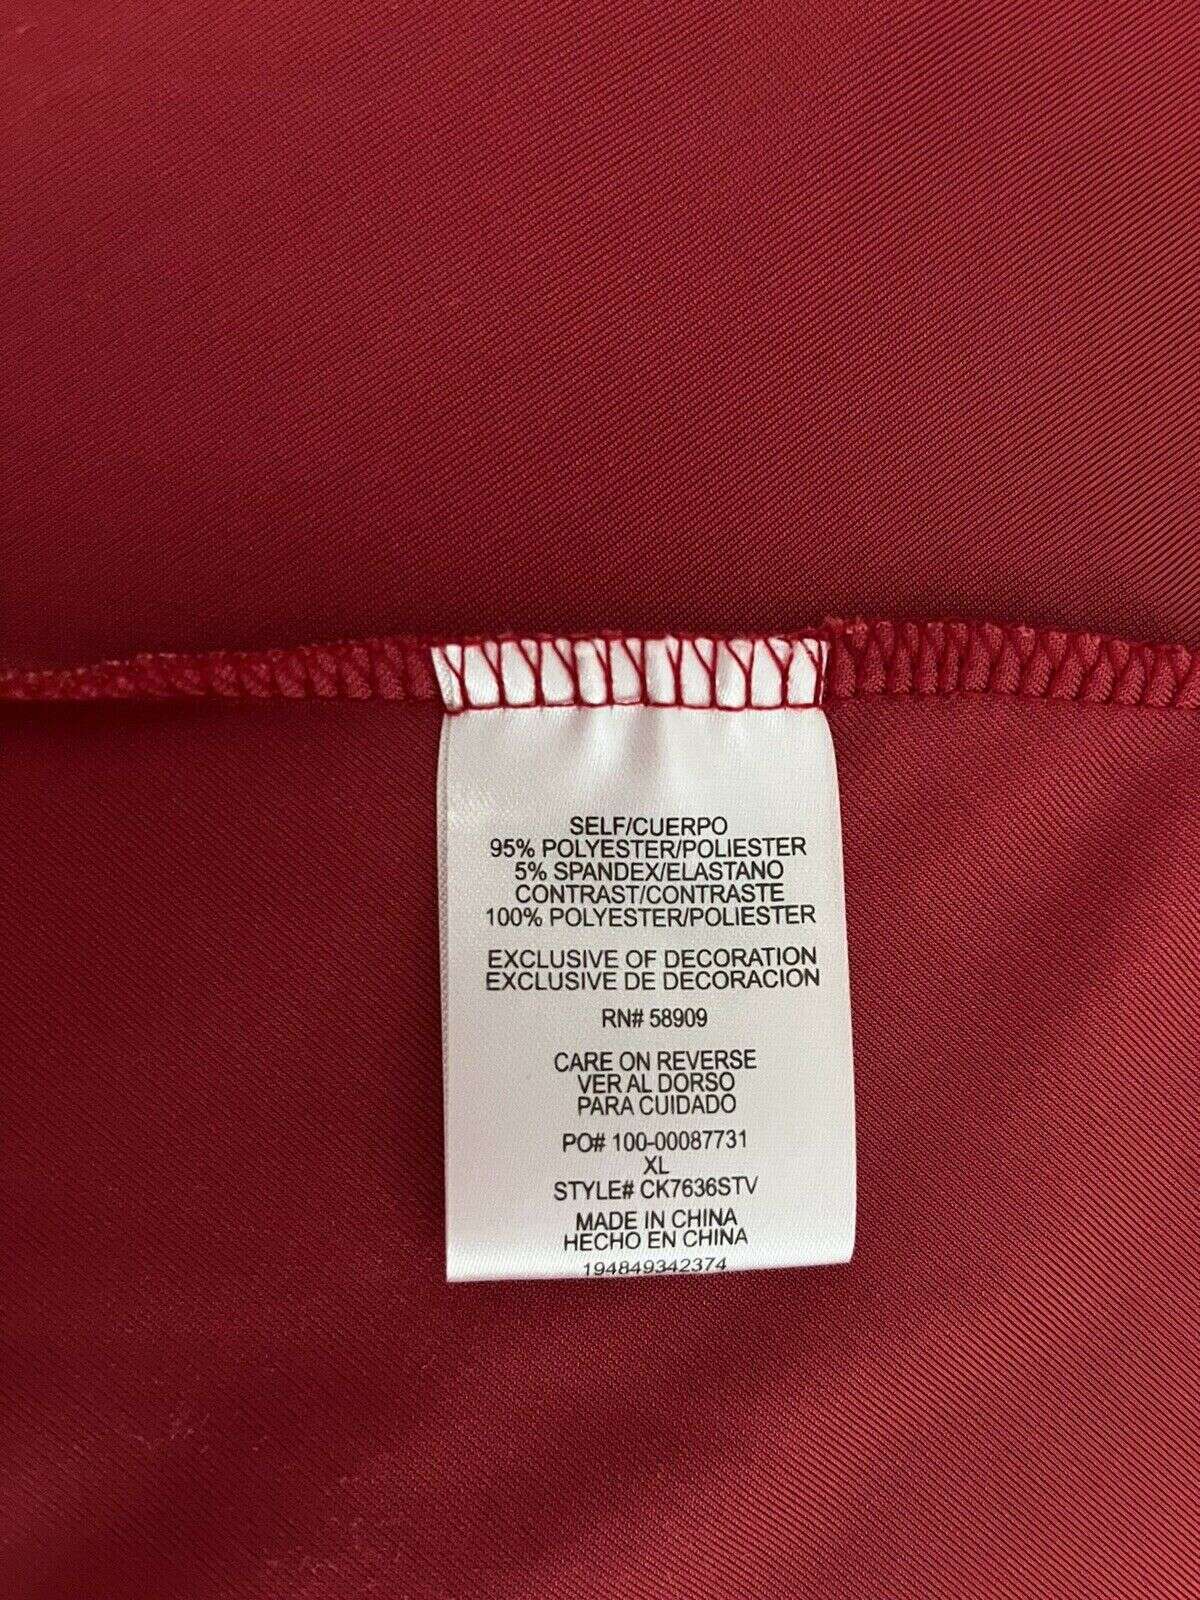 SELF/CUERPO
95% POLYESTER/POLIESTER
5% SPANDEX/ELASTANO
CONTRAST/CONTRASTE
100% POLYESTER/POLIESTER
EXCLUSIVE OF DECORATION
EXCLUSIVE DE DECORACION
RN# 58909
CARE ON REVERSE
VER AL DORSO
PARA CUIDADO
PO# 100-00087731
XL
STYLE# CK7636STV
MADE IN CHINA
HECHO EN CHINA
194849342374